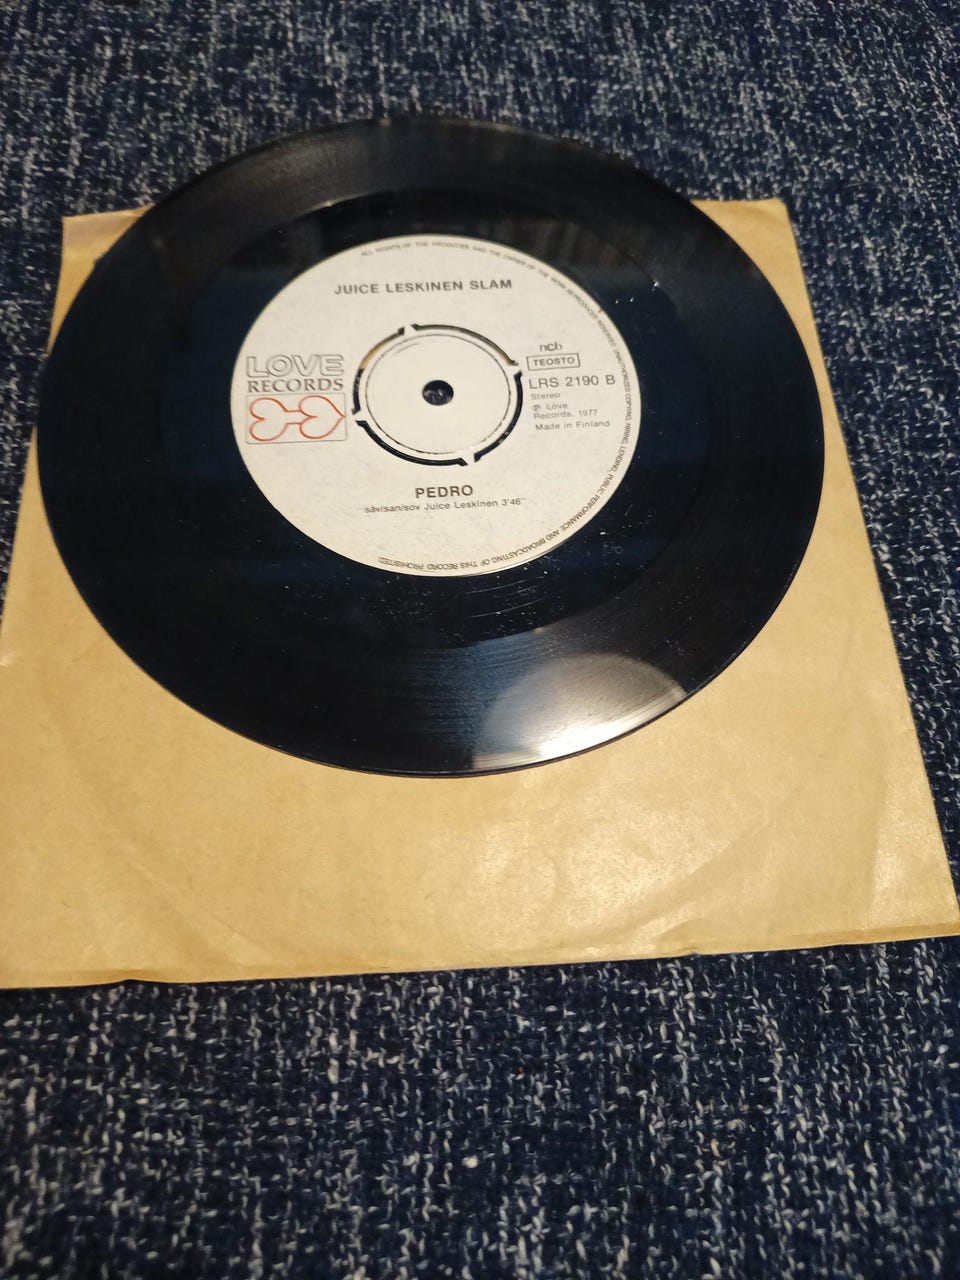 ALL RIGHTS OF THE PRODUCER AND THE OWNER OF THE WORK REPRODUCED RESERVED. UNAUTHORIZED COPYING, HIRING, LENDING, PUBLIC PERFORMANCE AND BROADCASTING OF THIS RECORD PROHIBITED.
JUICE LESKINEN SLAM
LOVE
RECORDS
ncb
TEOSTO
LRS 2190 B
Stereo
℗ Love
Records, 1977
Made in Finland
PEDRO
säv/san/sov Juice Leskinen 3'46''